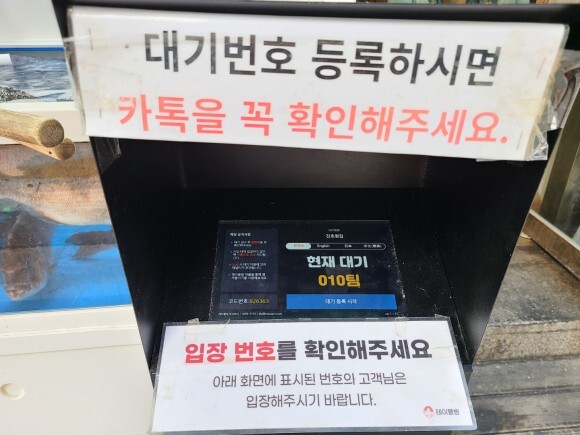 대기번호 등록하시면
카톡을 꼭 확인해주세요.
English
현재 대기
010팀
대기 등록 시작
입장 번호를 확인해주세요
아래 화면에 표시된 번호의 고객님은
입장해주시기 바랍니다.
테이블링